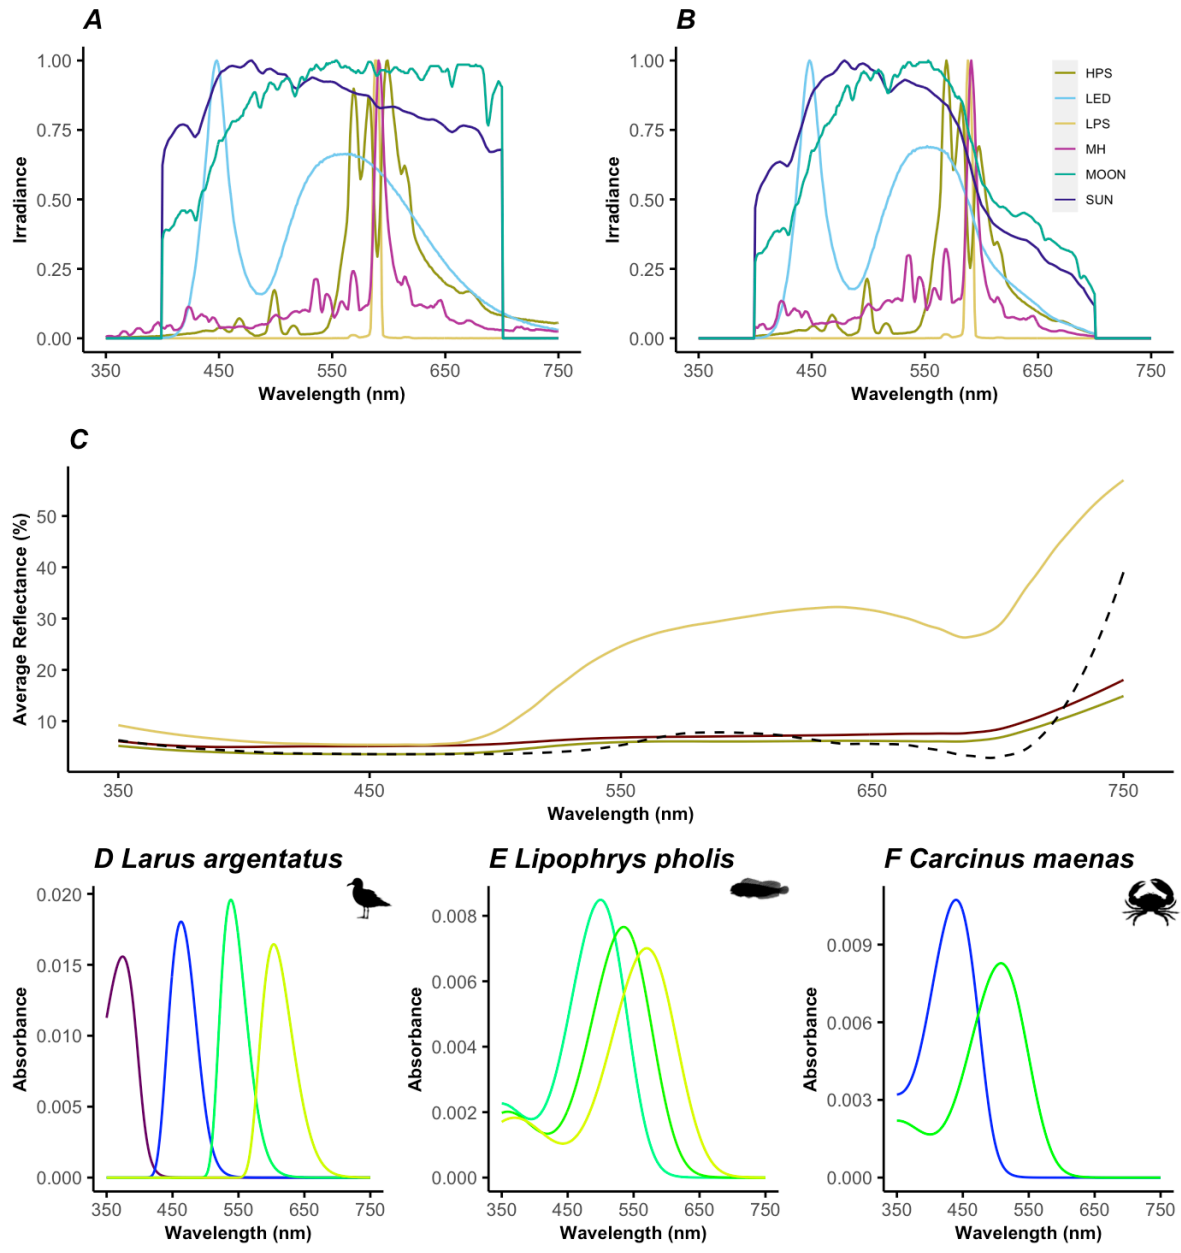 A
B
1.00
0.75
0.50
0.25
0.00
Irradiance
350 450 550 650 750
Wavelength (nm)
1.00
0.75
0.50
0.25
0.00
Irradiance
350 450 550 650 750
Wavelength (nm)
HPS
LED
LPS
MH
MOON
SUN
C
50
40
30
20
10
Average Reflectance (%)
350 450 550 650 750
Wavelength (nm)
D Larus argentatus
0.020
0.015
0.010
0.005
0.000
Absorbance
350 450 550 650 750
Wavelength (nm)
E Lipophrys pholis
0.008
0.006
0.004
0.002
0.000
Absorbance
350 450 550 650 750
Wavelength (nm)
F Carcinus maenas
0.009
0.006
0.003
0.000
Absorbance
350 450 550 650 750
Wavelength (nm)